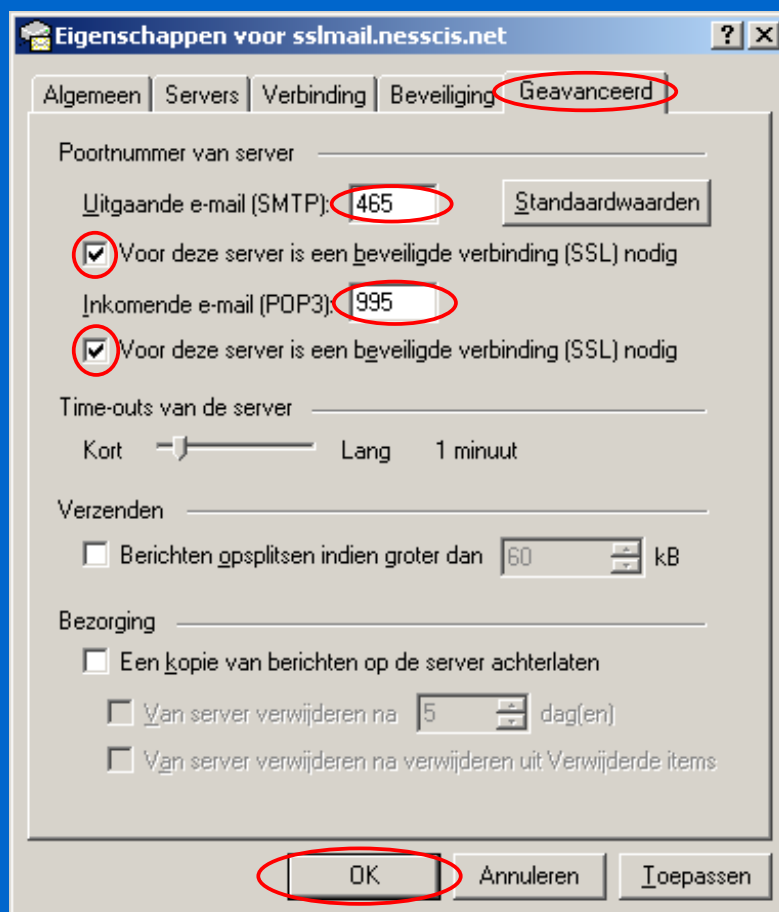 Eigenschappen voor sslmail.nesscis.net
Algemeen Servers Verbinding Beveiliging Geavanceerd
Poortnummer van server
Uitgaande e-mail (SMTP): 465 Standaardwaarden
Voor deze server is een beveiligde verbinding (SSL) nodig
Inkomende e-mail (POP3): 995
Voor deze server is een beveiligde verbinding (SSL) nodig
Time-outs van de server
Kort Lang 1 minuut
Verzenden
Berichten opsplitsen indien groter dan 60 kB
Bezorging
Een kopie van berichten op de server achterlaten
Van server verwijderen na 5 dag(en)
Van server verwijderen na verwijderen uit Verwijderde items
OK Annuleren Toepassen